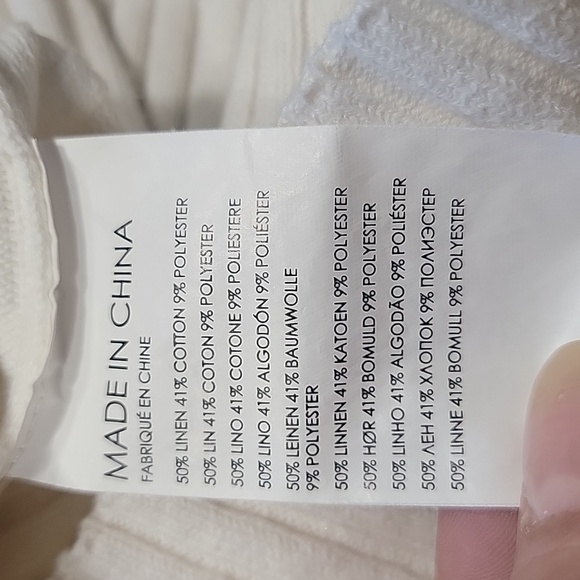 MADE IN CHINA
FABRIQUÉ EN CHINE
50% LINEN 41% COTTON 9% POLYESTER
50% LIN 41% COTON 9% POLYESTER
50% LINO 41% COTONE 9% POLIESTERE
50% LINO 41% ALGODÓN 9% POLIÉSTER
50% LEINEN 41% BAUMWOLLE
9% POLYESTER
50% LINNEN 41% KATOEN 9% POLYESTER
50% HØR 41% BOMULD 9% POLYESTER
50% LINHO 41% ALGODÃO 9% POLIÉSTER
50% ЛЕН 41% ХЛОПОК 9% ПОЛИЭСТЕР
50% LINNE 41% BOMULL 9% POLYESTER